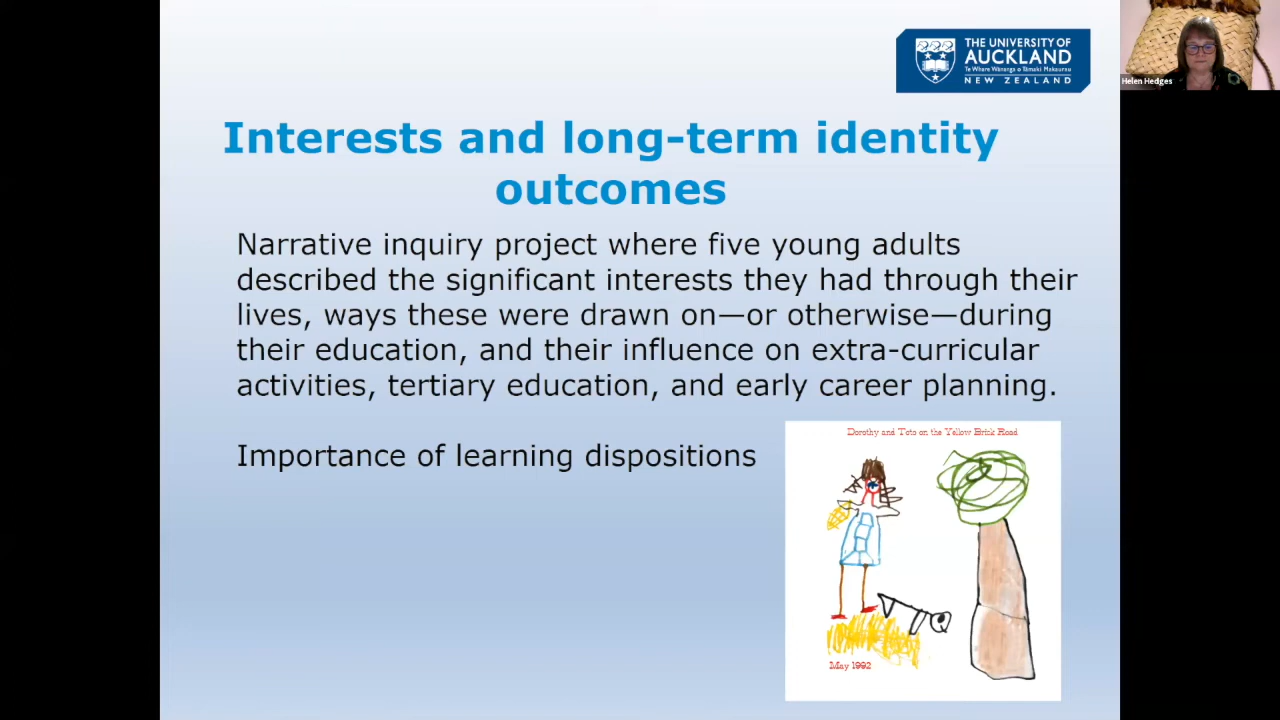 THE UNIVERSITY OF
AUCKLAND
Te Whare Wānanga o Tāmaki Makaurau
NEW ZEALAND
Helen Hedges
Interests and long-term identity
outcomes
Narrative inquiry project where five young adults
described the significant interests they had through their
lives, ways these were drawn on—or otherwise—during
their education, and their influence on extra-curricular
activities, tertiary education, and early career planning.
Importance of learning dispositions
Dorothy and Toto on the Yellow Brick Road
May 1992